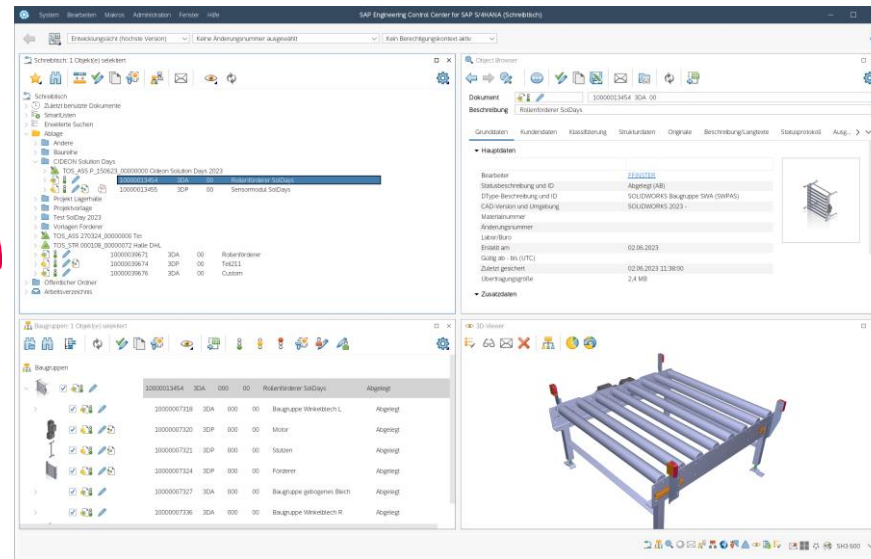 System Bearbeiten Makros Administration Fenster Hilfe SAP Engineering Control Center for SAP S/4HANA (Schreibtisch)
Entwicklungssicht (höchste Version) Keine Änderungsnummer ausgewählt Kein Berechtigungskontext aktiv
Schreibtisch: 1 Objekt(e) selektiert
Schreibtisch
Zuletzt benutzte Dokumente
SmartListen
Erweiterte Suchen
Ablage
Andere
Baureihe
CIDEON Solution Days
TOS_ASS P_150623_00000000 Cideon Solution Days 2023
10000013454 3DA 00 Rollenförderer SolDays
10000013455 3DP 00 Sensormodul SolDays
Projekt Lagerhalle
Projektvorlage
Test SolDay 2023
Vorlagen Förderer
TOS_ASS 270324_00000000 Tim
TOS_STR 000108_00000072 Halle DHL
10000039671 3DA 00 Rollenförderer
10000039674 3DP 00 Teil211
10000039676 3DA 00 Custom
Öffentlicher Ordner
Arbeitsverzeichnis
Object Browser
Dokument 10000013454 3DA 00
Beschreibung Rollenförderer SolDays
Grunddaten Kundendaten Klassifizierung Strukturdaten Originale Beschreibung/Langtexte Statusprotokoll Ausg...
Hauptdaten
Bearbeiter PFINSTER
Statusbeschreibung und ID Abgelegt (AB)
DType-Beschreibung und ID SOLIDWORKS Baugruppe SWA (SWPAS)
CAD-Version und Umgebung SOLIDWORKS 2023 -
Materialnummer
Änderungsnummer
Labor/Büro
Erstellt am 02.06.2023
Gültig ab - bis (UTC)
Zuletzt gesichert 02.06.2023 11:38:00
Übertragungsgröße 2,4 MB
Zusatzdaten
Baugruppen: 1 Objekt(e) selektiert
Baugruppen
10000013454 3DA 000 00 Rollenförderer SolDays Abgelegt
10000007318 3DA 000 00 Baugruppe Winkelblech L Abgelegt
10000007320 3DP 000 00 Motor Abgelegt
10000007321 3DP 000 00 Stützen Abgelegt
10000007324 3DP 000 00 Förderer Abgelegt
10000007327 3DA 000 00 Baugruppe gebogenes Blech Abgelegt
10000007336 3DA 000 00 Baugruppe Winkelblech R Abgelegt
3D Viewer
SH3 600